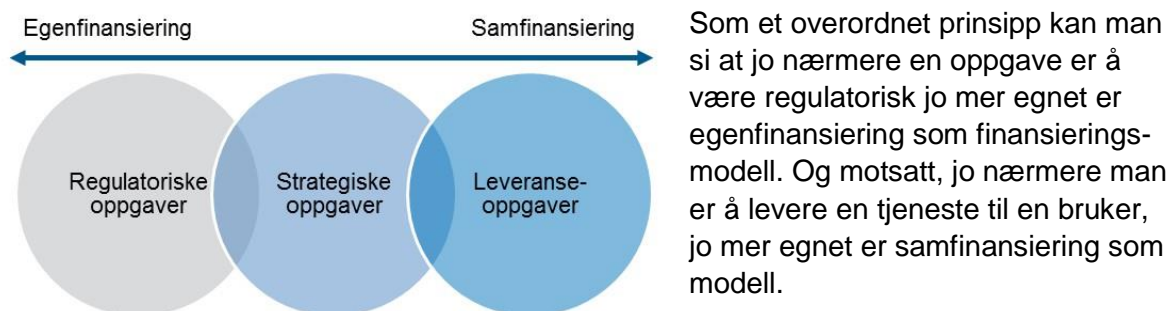 Egenfinansiering
Samfinansiering
Regulatoriske
oppgaver
Strategiske
oppgaver
Leveranse-
oppgaver
Som et overordnet prinsipp kan man
si at jo nærmere en oppgave er å
være regulatorisk jo mer egnet er
egenfinansiering som finansierings-
modell. Og motsatt, jo nærmere man
er å levere en tjeneste til en bruker,
jo mer egnet er samfinansiering som
modell.